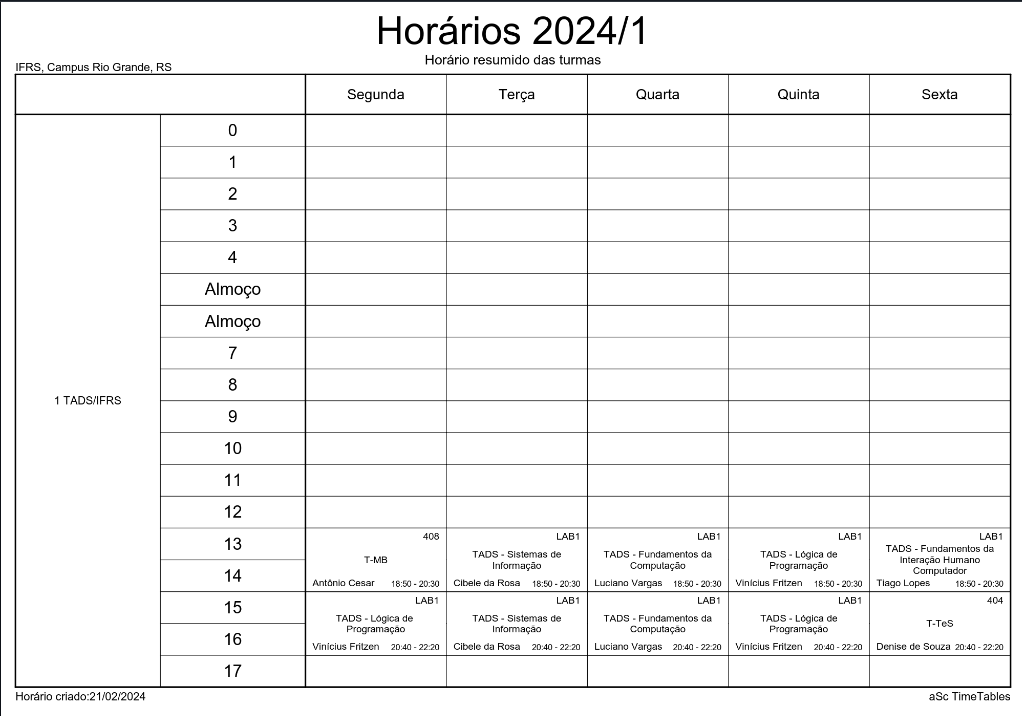 Horários 2024/1
Horário resumido das turmas
IFRS, Campus Rio Grande, RS
Segunda Terça Quarta Quinta Sexta
1 TADS/IFRS
0
1
2
3
4
Almoço
Almoço
7
8
9
10
11
12
13
14
15
16
17
408
T-MB
Antônio Cesar 18:50 - 20:30
LAB1
TADS - Sistemas de
Informação
Cibele da Rosa 18:50 - 20:30
LAB1
TADS - Fundamentos da
Computação
Luciano Vargas 18:50 - 20:30
LAB1
TADS - Lógica de
Programação
Vinícius Fritzen 18:50 - 20:30
LAB1
TADS - Fundamentos da
Interação Humano
Computador
Tiago Lopes 18:50 - 20:30
LAB1
TADS - Lógica de
Programação
Vinícius Fritzen 20:40 - 22:20
LAB1
TADS - Sistemas de
Informação
Cibele da Rosa 20:40 - 22:20
LAB1
TADS - Fundamentos da
Computação
Luciano Vargas 20:40 - 22:20
LAB1
TADS - Lógica de
Programação
Vinícius Fritzen 20:40 - 22:20
404
T-TeS
Denise de Souza 20:40 - 22:20
Horário criado:21/02/2024
aSc TimeTables